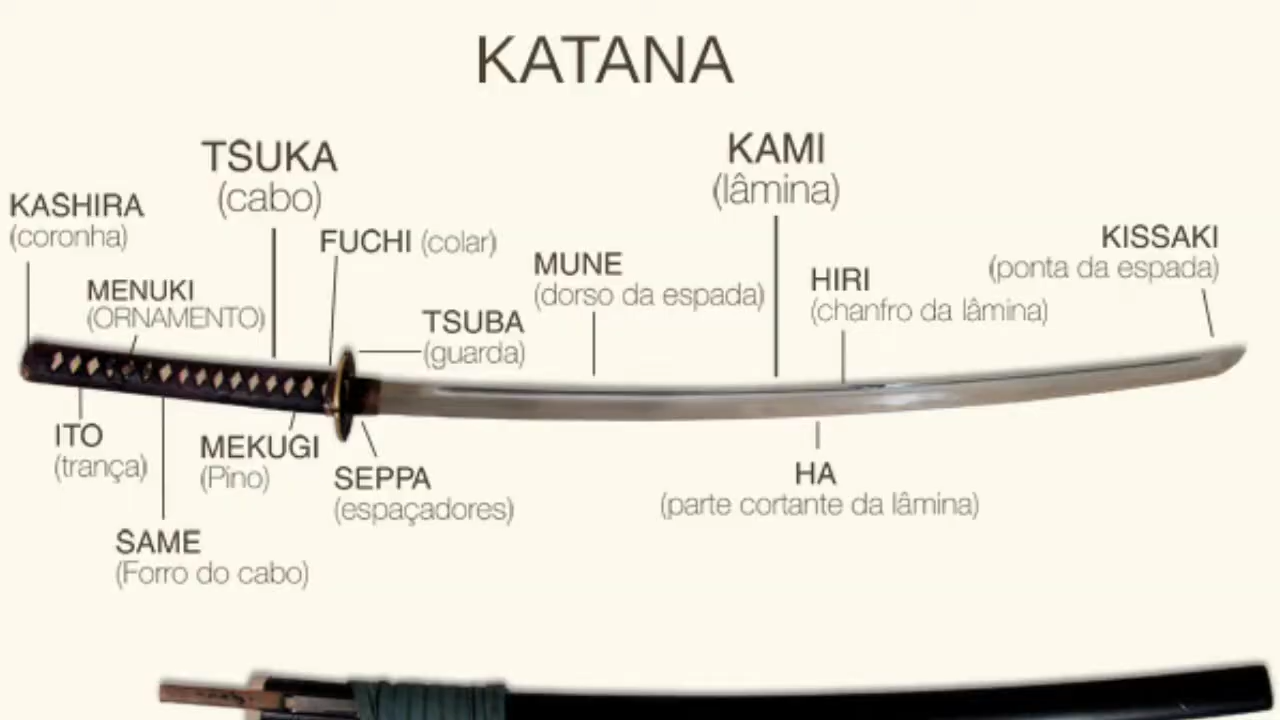 KATANA
TSUKA
(cabo)
KAMI
(lâmina)
KASHIRA
(coronha)
FUCHI (colar)
KISSAKI
(ponta da espada)
MENUKI
(ORNAMENTO)
MUNE
(dorso da espada)
HIRI
(chanfro da lâmina)
TSUBA
(guarda)
ITO
(trança)
MEKUGI
(Pino)
SEPPA
(espaçadores)
HA
(parte cortante da lâmina)
SAME
(Forro do cabo)